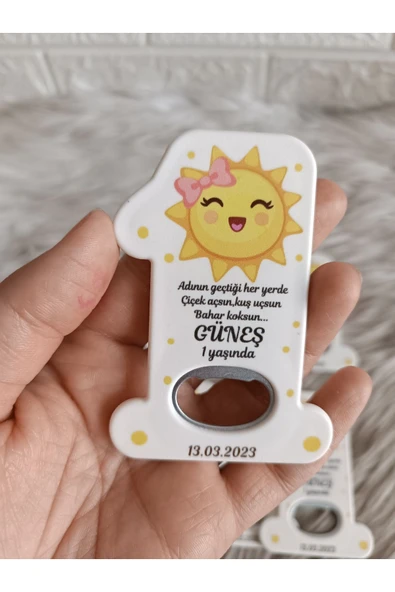 Adının geçtiği her yerde
Çiçek açsın,kuş uçsun
Bahar koksun...
GÜNEŞ
1 yaşında
13.03.2023